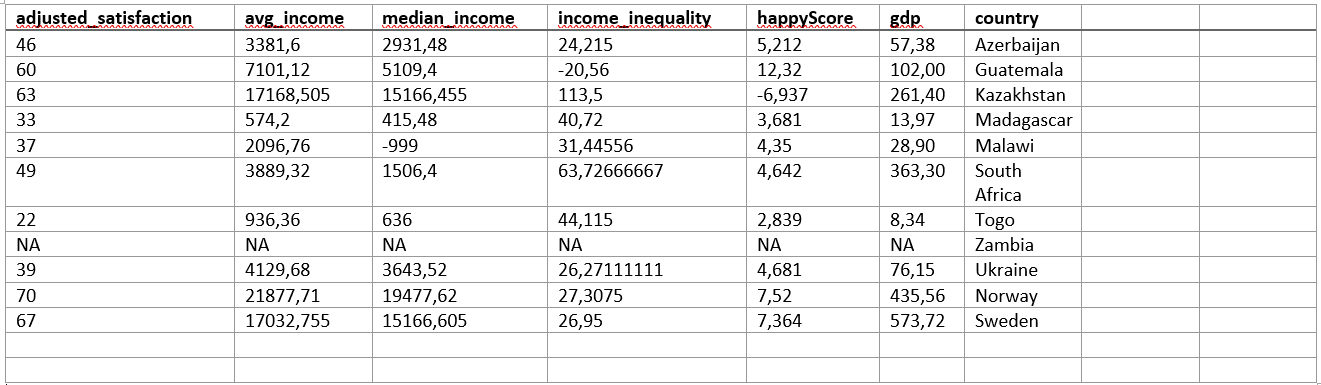 adjusted_satisfaction avg_income median_income income_inequality happyScore gdp country
46 3381,6 2931,48 24,215 5,212 57,38 Azerbaijan
60 7101,12 5109,4 -20,56 12,32 102,00 Guatemala
63 17168,505 15166,455 113,5 -6,937 261,40 Kazakhstan
33 574,2 415,48 40,72 3,681 13,97 Madagascar
37 2096,76 -999 31,44556 4,35 28,90 Malawi
49 3889,32 1506,4 63,72666667 4,642 363,30 South
Africa
22 936,36 636 44,115 2,839 8,34 Togo
NA NA NA NA NA NA Zambia
39 4129,68 3643,52 26,27111111 4,681 76,15 Ukraine
70 21877,71 19477,62 27,3075 7,52 435,56 Norway
67 17032,755 15166,605 26,95 7,364 573,72 Sweden